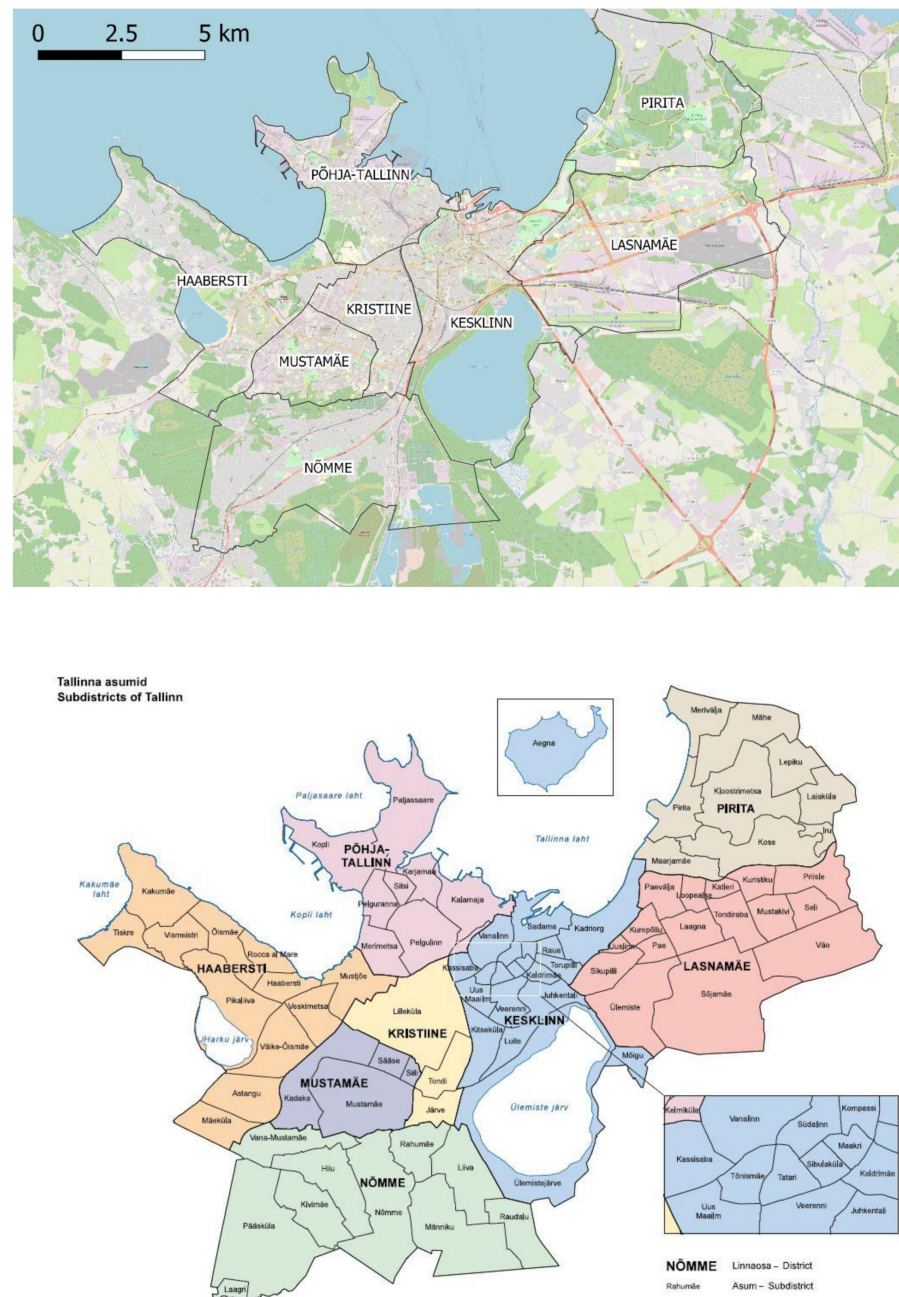 0 2.5 5 km
PIRITA
PÕHJA-TALLINN
LASNAMÄE
HAABERSTI
KRISTIINE
KESKLINN
MUSTAMÄE
NÕMME
Tallinna asumid
Subdistricts of Tallinn
Aegna
Merivälja
Mähe
Lepiku
Kloostrimetsa
Laiaküla
PIRITA
Pirita
Iru
Kose
Maarjamäe
Paljassaare laht
Paljassaare
Tallinna laht
Kopli
PÕHJA-
TALLINN
Karjamaa
Sitsi
Pelguranna
Kalamaja
Merimetsa
Pelgulinn
Kopli laht
Kakumäe
laht
Kakumäe
Tiskre
Vismeistri
Õismäe
Rocca al Mare
HAABERSTI
Haabersti
Mustjõe
Pikaliiva
Veskimetsa
JHarku järv
Väike-Õismäe
Astangu
Mäeküla
Vanalinn
Sadama
Kadriorg
Kassisaba
Raua
Torupilli
Keldrimäe
Uus
Maailm
Juhkentali
Veerenni
KESKLINN
Kitseküla
Luite
Paevälja
Loopealse
Katleri
Kuristiku
Priisle
Kurepõllu
Laagna
Tondiraba
Mustakivi
Seli
Uuslinn
Pae
Väo
Sikupilli
LASNAMÄE
Ülemiste
Sõjamäe
Mõigu
Lilleküla
KRISTIINE
Tondi
Järve
Sääse
Siili
MUSTAMÄE
Kadaka
Mustamäe
Ülemiste järv
Ülemistejärve
Vana-Mustamäe
Rahumäe
Hiiu
Liiva
NÕMME
Kivimäe
Nõmme
Pääsküla
Männiku
Raudalu
Laagri
Kelmiküla
Vanalinn
Südalinn
Kompassi
Maakri
Kassisaba
Tõnismäe
Tatari
Sibulaküla
Keldrimäe
Uus
Maailm
Veerenni
Juhkentali
NÕMME Linnaosa – District
Rahumäe Asum – Subdistrict